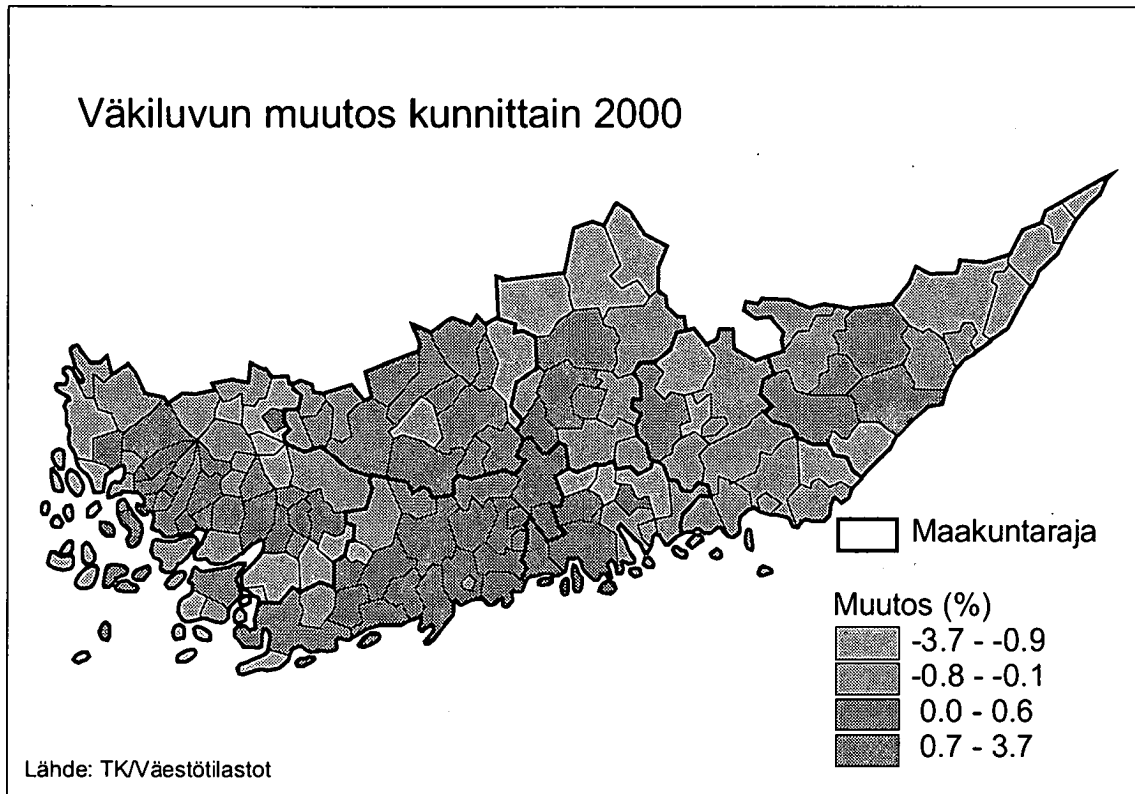 Väkiluvun muutos kunnittain 2000
Maakuntaraja
Muutos (%)
-3.7 - -0.9
-0.8 - -0.1
0.0 - 0.6
0.7 - 3.7
Lähde: TK/Väestötilastot